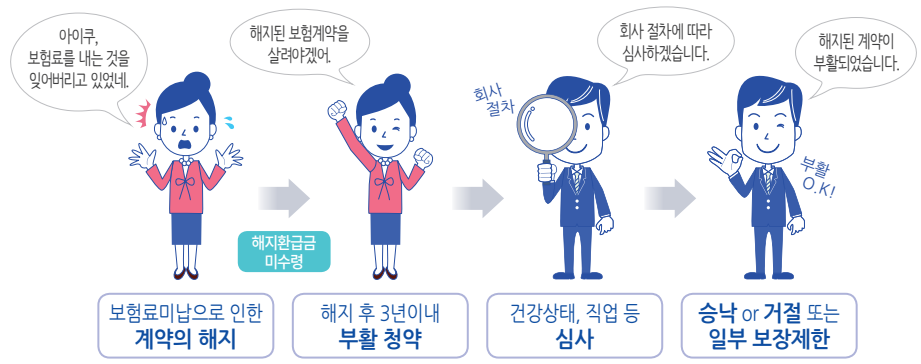 아이쿠,
보험료를 내는 것을
잊어버리고 있었네.
해지된 보험계약을
살려야겠어.
회사 절차에 따라
심사하겠습니다.
해지된 계약이
부활되었습니다.
회사
절차
부활
O.K!
해지환급금
미수령
보험료미납으로 인한
계약의 해지
해지 후 3년이내
부활 청약
건강상태, 직업 등
심사
승낙 or 거절 또는
일부 보장제한